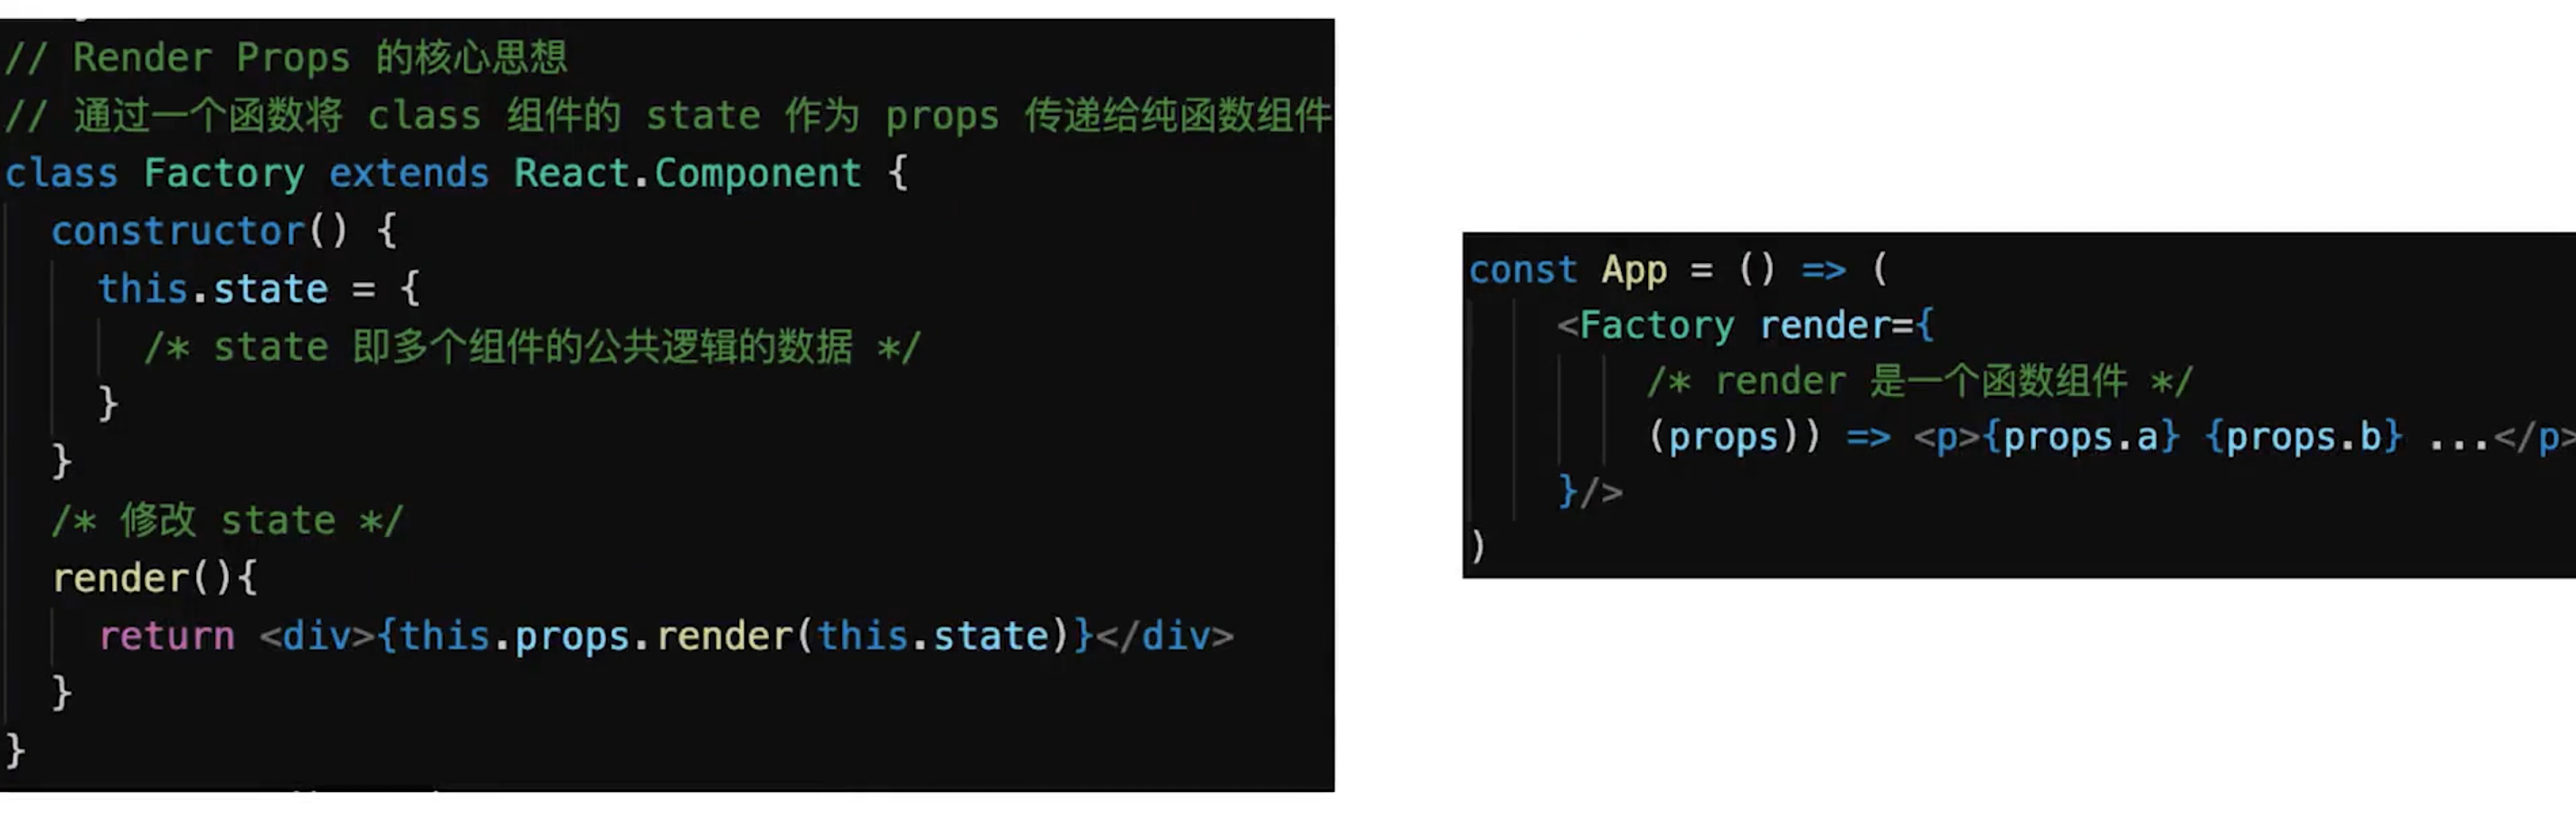 // Render Props 的核心思想
// 通过一个函数将 class 组件的 state 作为 props 传递给纯函数组件
class Factory extends React.Component {
constructor() {
this.state = {
/* state 即多个组件的公共逻辑的数据 */
}
}
/* 修改 state */
render(){
return <div>{this.props.render(this.state)}</div>
}
}
const App = () => (
<Factory render={
/* render 是一个函数组件 */
(props)) => <p>{props.a} {props.b} ...</p>
}/>
)